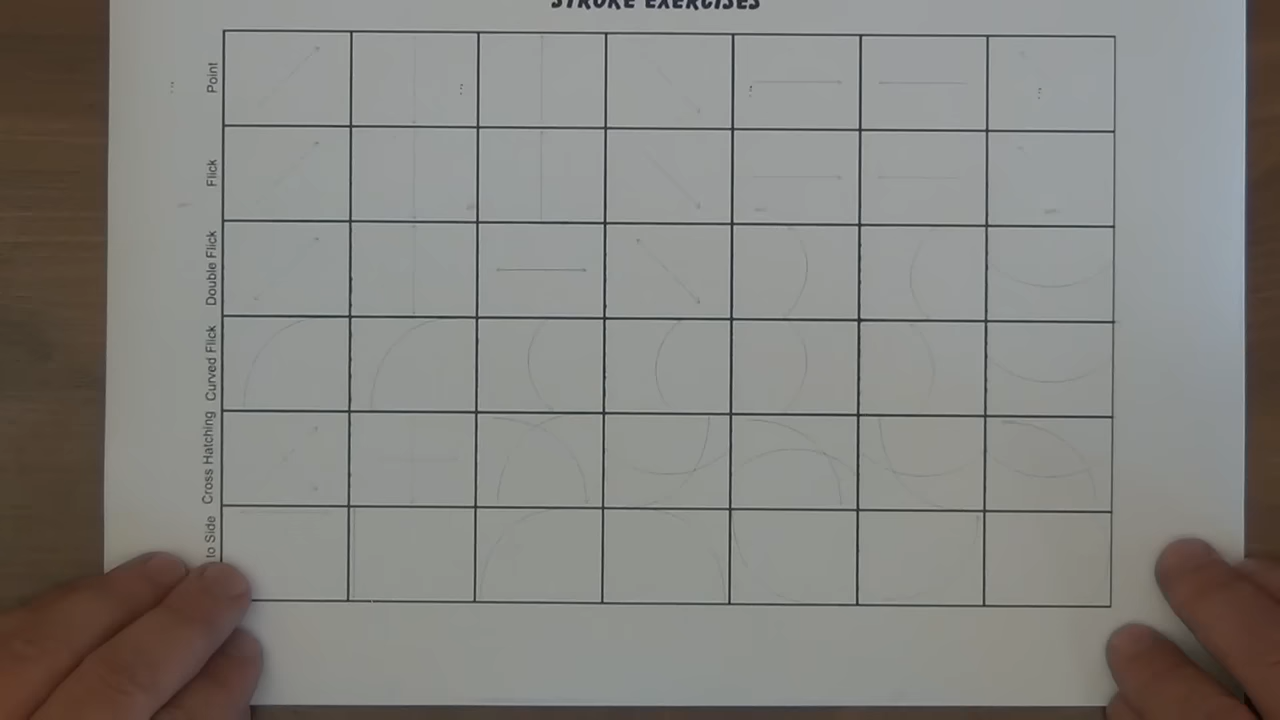 STROKE EXERCISES
Point
Flick
Double Flick
Curved Flick
Cross Hatching
to Side